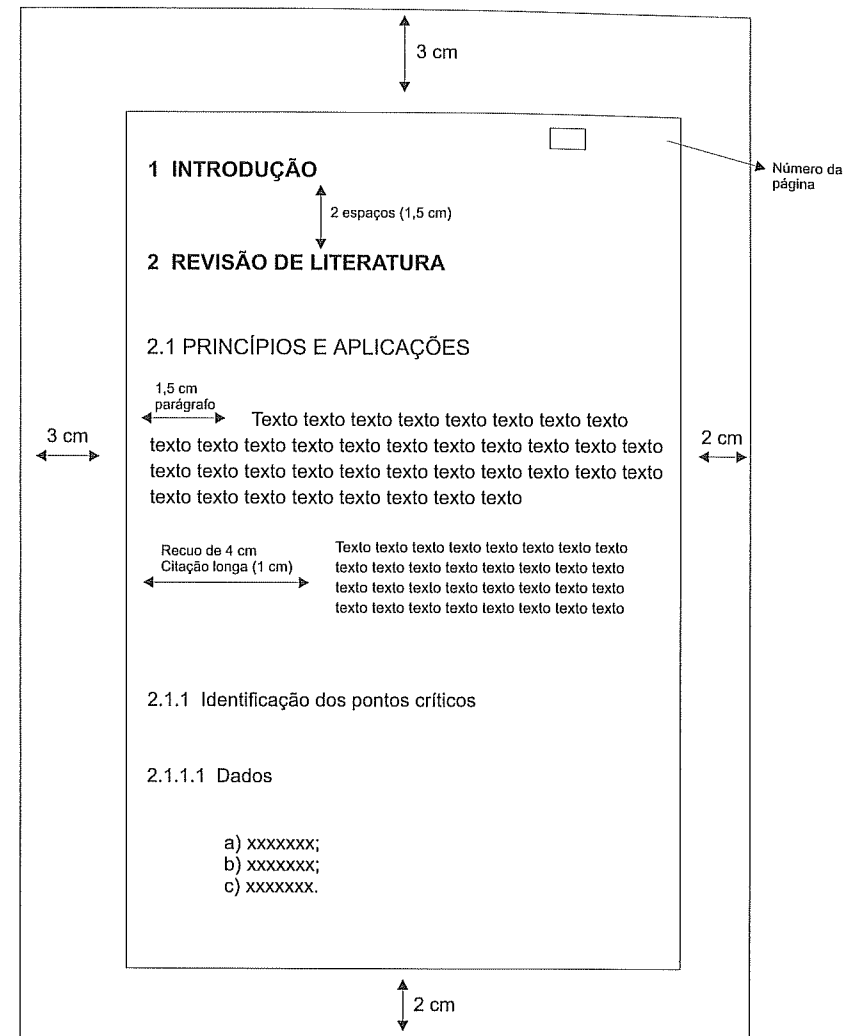 3 cm
Número da
página
1 INTRODUÇÃO
2 espaços (1,5 cm)
2 REVISÃO DE LITERATURA
2.1 PRINCÍPIOS E APLICAÇÕES
1,5 cm
parágrafo
Texto texto texto texto texto texto texto texto
texto texto texto texto texto texto texto texto texto texto texto
texto texto texto texto texto texto texto texto texto texto texto
texto texto texto texto texto texto texto texto
3 cm
2 cm
Recuo de 4 cm
Citação longa (1 cm)
Texto texto texto texto texto texto texto texto
texto texto texto texto texto texto texto texto
texto texto texto texto texto texto texto texto
texto texto texto texto texto texto texto texto
2.1.1 Identificação dos pontos críticos
2.1.1.1 Dados
a) xxxxxxx;
b) xxxxxxx;
c) xxxxxxx.
2 cm